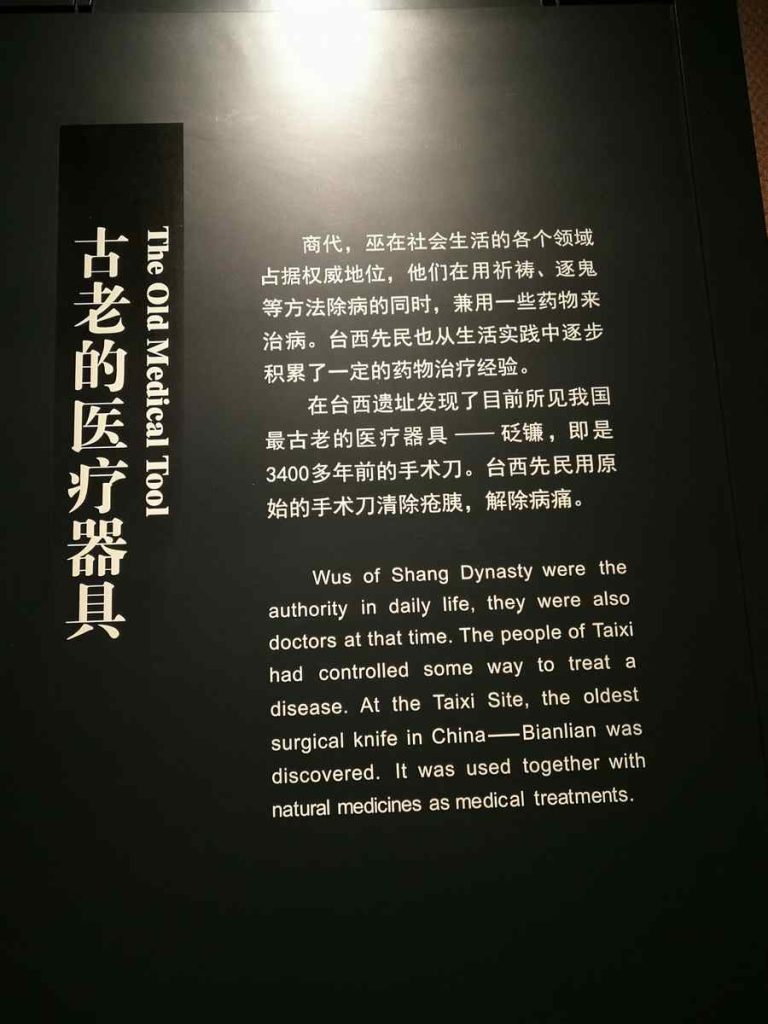 古老的医疗器具
The Old Medical Tool
商代，巫在社会生活的各个领域
占据权威地位，他们在用祈祷、逐鬼
等方法除病的同时，兼用一些药物来
治病。台西先民也从生活实践中逐步
积累了一定的药物治疗经验。
在台西遗址发现了目前所见我国
最古老的医疗器具 —— 砭镰，即是
3400多年前的手术刀。台西先民用原
始的手术刀清除疮胰，解除病痛。
Wus of Shang Dynasty were the
authority in daily life, they were also
doctors at that time. The people of Taixi
had controlled some way to treat a
disease. At the Taixi Site, the oldest
surgical knife in China——Bianlian was
discovered. It was used together with
natural medicines as medical treatments.